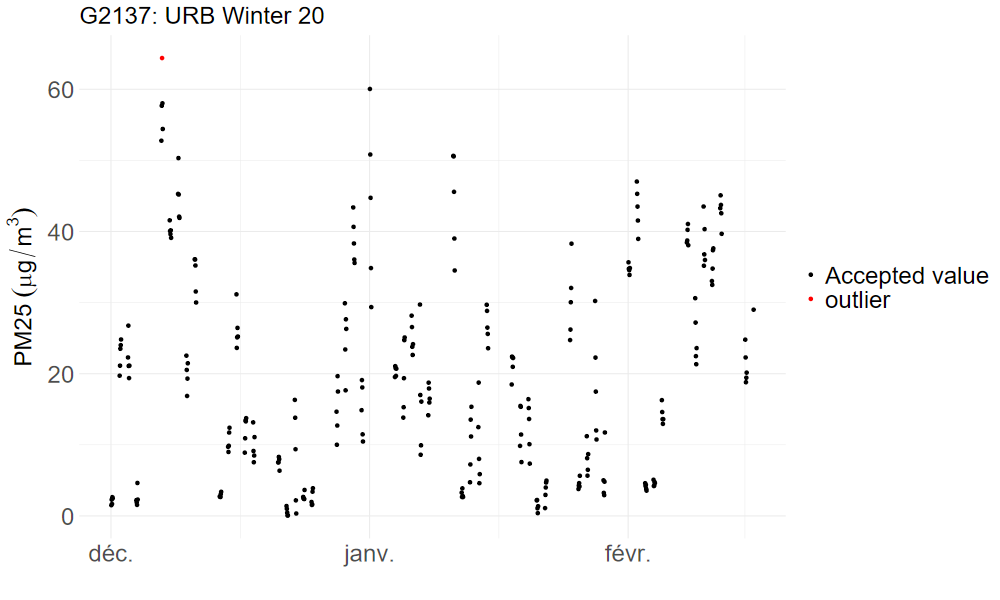 G2137: URB Winter 20
PM25 (μg/m³)
60
40
20
0
déc.
janv.
févr.
Accepted value
outlier